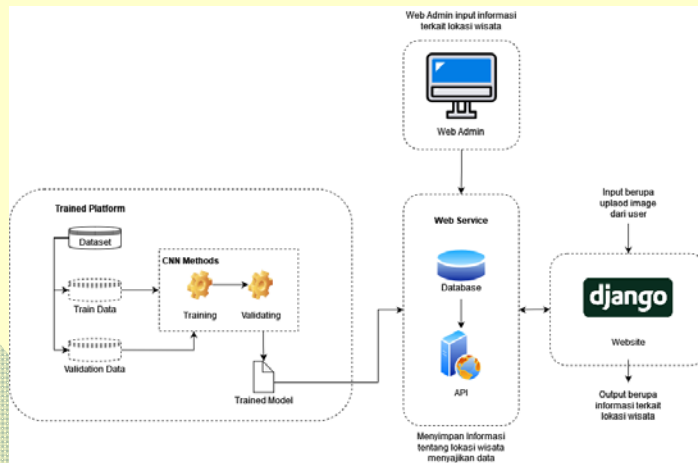 Web Admin input informasi
terkait lokasi wisata
Web Admin
Trained Platform
Dataset
CNN Methods
Train Data
Training
Validating
Validation Data
Trained Model
Web Service
Database
API
Menyimpan Informasi
tentang lokasi wisata
menyajikan data
Input berupa
uplaod image
dari user
django
Website
Output berupa
informasi terkait
lokasi wisata